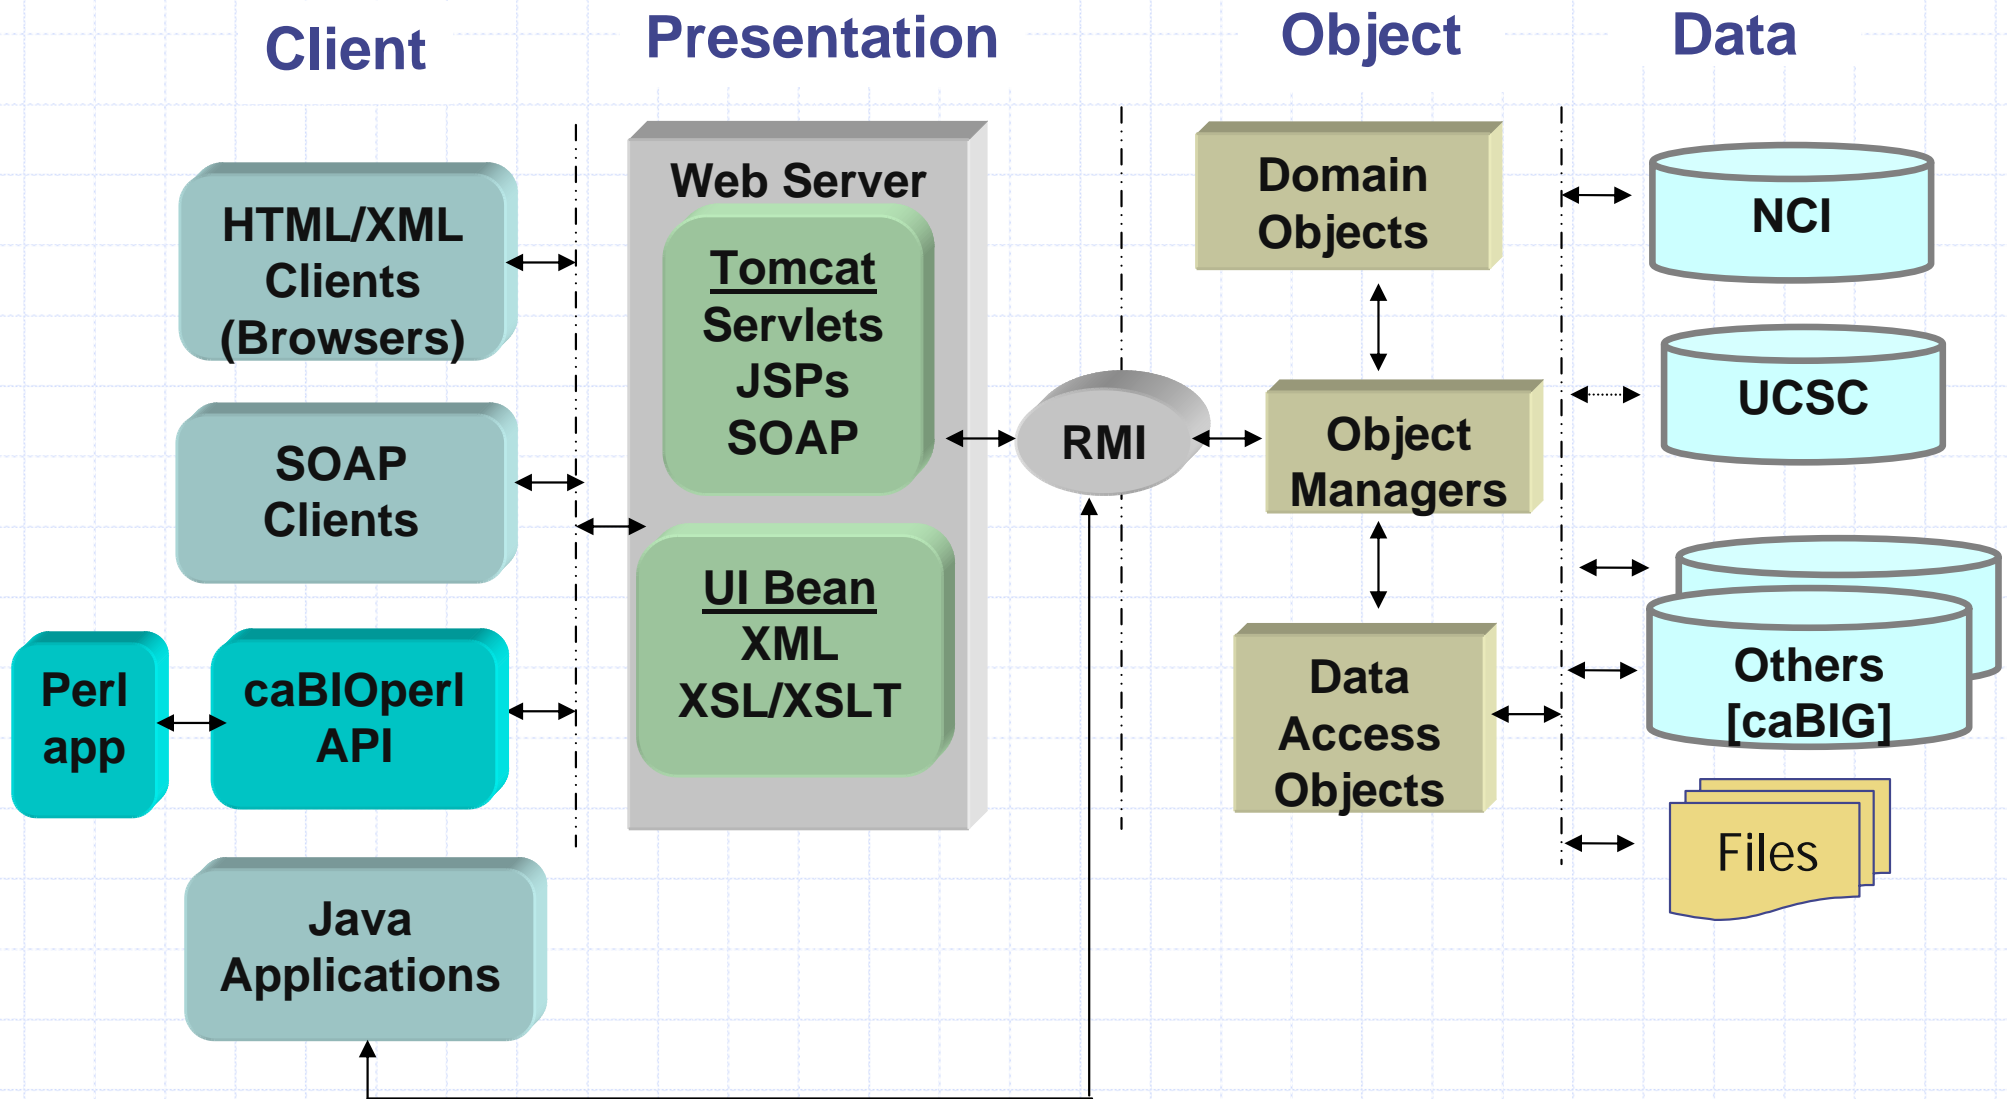 Client
Presentation
Object
Data
HTML/XML
Clients
(Browsers)
SOAP
Clients
Perl
app
caBIOperl
API
Java
Applications
Web Server
Tomcat
Servlets
JSPs
SOAP
UI Bean
XML
XSL/XSLT
RMI
Domain
Objects
Object
Managers
Data
Access
Objects
NCI
UCSC
Others
[caBIG]
Files